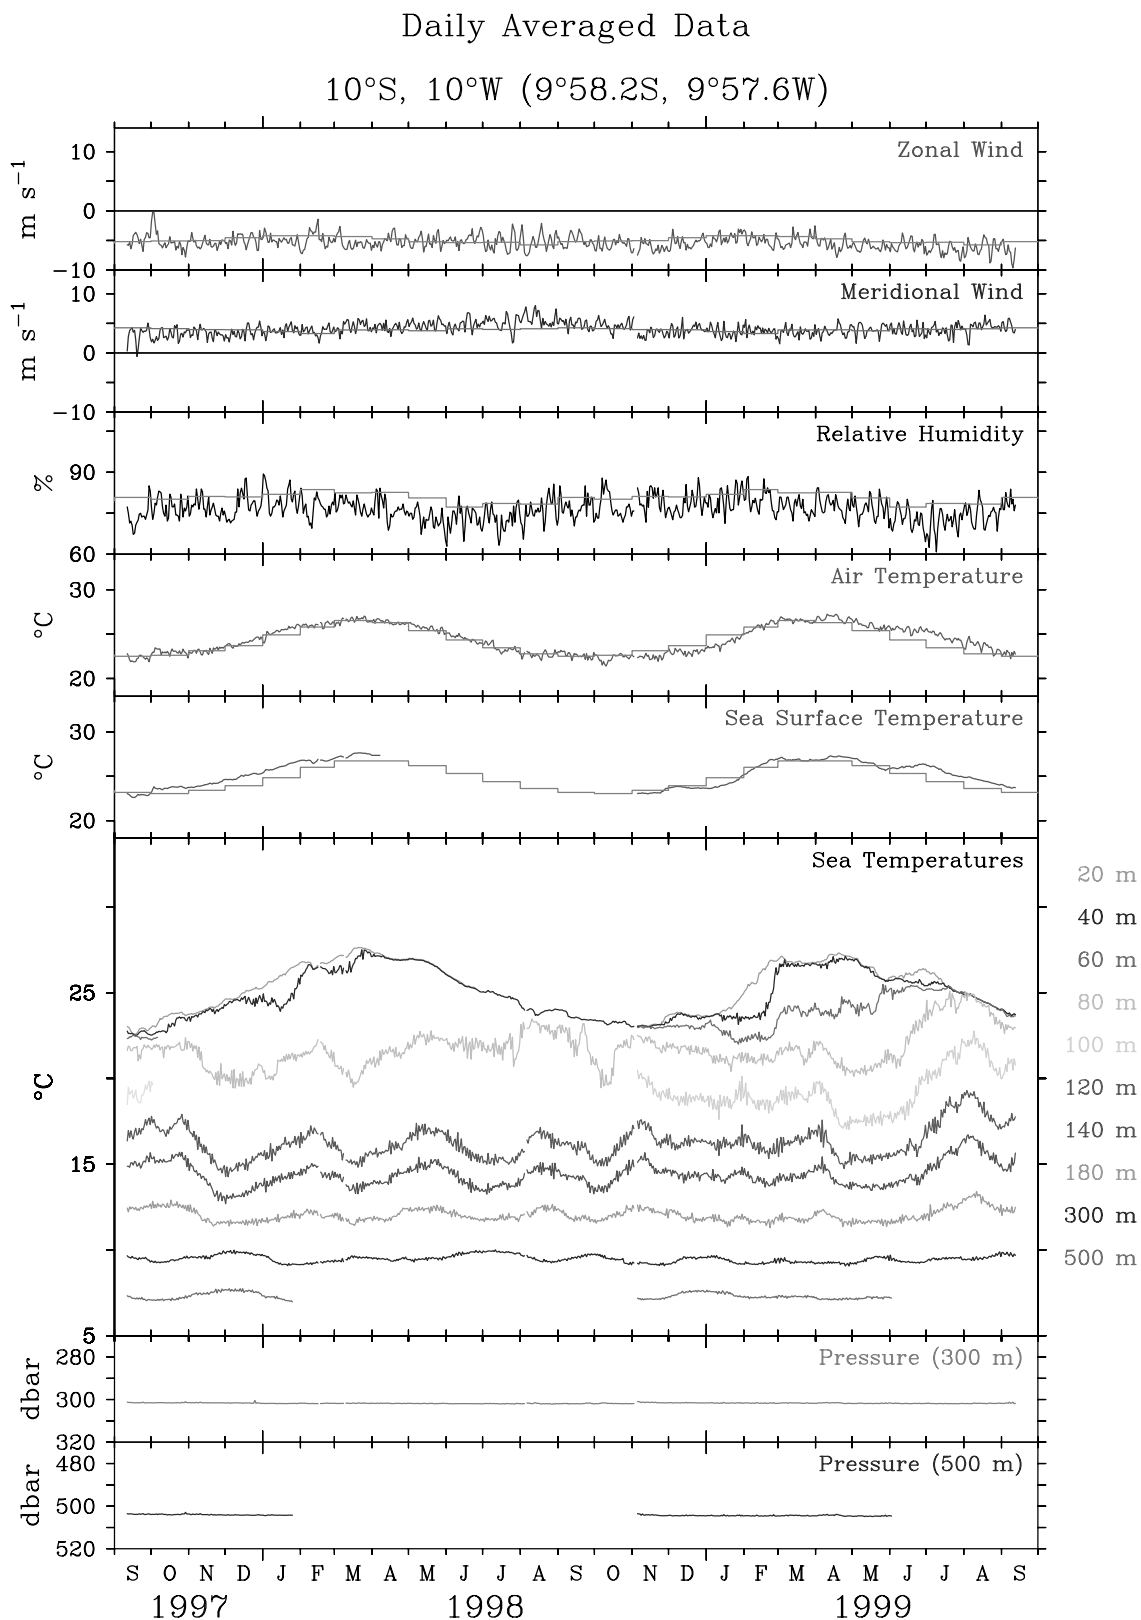 Daily Averaged Data
10°S, 10°W (9°58.2S, 9°57.6W)
Zonal Wind
m s−1
10
0
−10
Meridional Wind
m s−1
10
0
−10
Relative Humidity
%
90
60
Air Temperature
°C
30
20
Sea Surface Temperature
°C
30
20
Sea Temperatures
°C
25
15
5
20 m
40 m
60 m
80 m
100 m
120 m
140 m
180 m
300 m
500 m
Pressure (300 m)
dbar
280
300
320
Pressure (500 m)
dbar
480
500
520
S O N D J F M A M J J A S O N D J F M A M J J A S
1997 1998 1999